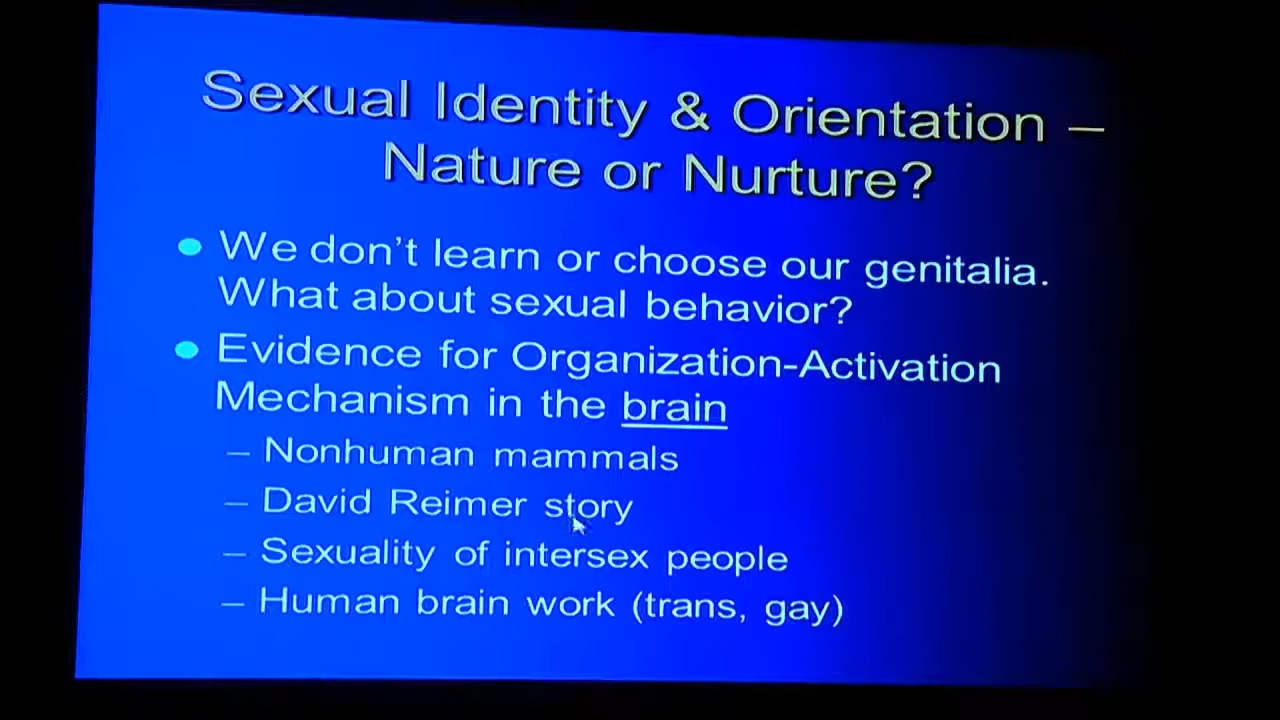 Sexual Identity & Orientation –
Nature or Nurture?
● We don't learn or choose our genitalia.
What about sexual behavior?
● Evidence for Organization-Activation
Mechanism in the brain
– Nonhuman mammals
– David Reimer story
– Sexuality of intersex people
– Human brain work (trans, gay)